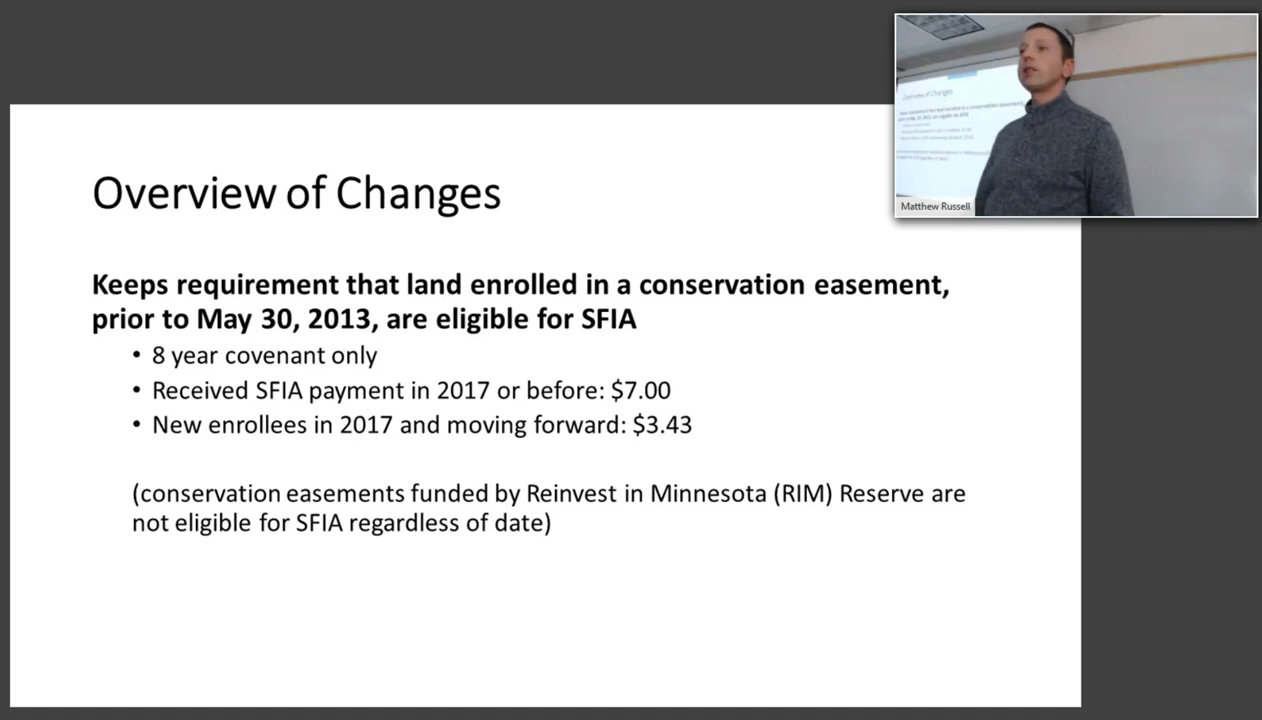 Overview of Changes
Keeps requirement that land enrolled in a conservation easement,
prior to May 30, 2013, are eligible for SFIA
• 8 year covenant only
• Received SFIA payment in 2017 or before: $7.00
• New enrollees in 2017 and moving forward: $3.43
(conservation easements funded by Reinvest in Minnesota (RIM) Reserve are
not eligible for SFIA regardless of date)
Overview of Changes
Matthew Russell